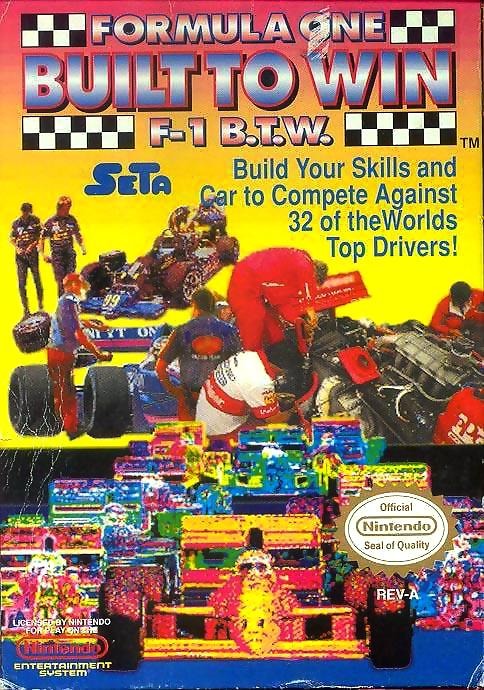 FORMULA ONE
BUILT TO WIN
F-1 B.T.W.
TM
SETA
Build Your Skills and
Car to Compete Against
32 of theWorlds
Top Drivers!
99
Official
Nintendo
Seal of Quality
REV-A
LICENSED BY NINTENDO
FOR PLAY ON THE
Nintendo
ENTERTAINMENT
SYSTEM